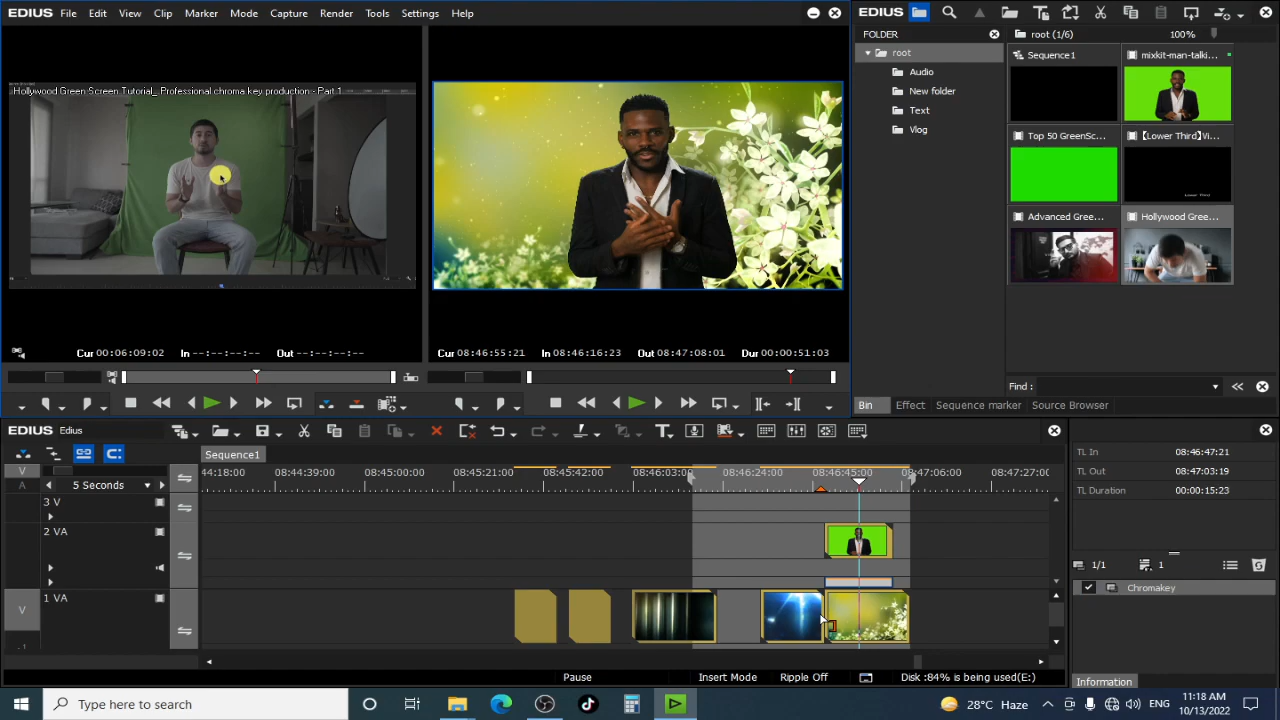 EDIUS File Edit View Clip Marker Mode Capture Render Tools Settings Help
EDIUS
FOLDER
root (1/6) 100%
root
Audio
New folder
Text
Vlog
Sequence1
mixkit-man-talki...
Top 50 GreenSc...
【Lower Third】Vi...
Lower Third
Advanced Gree...
Hollywood Gree...
Hollywood Green Screen Tutorial_ Professional chroma key production: Part 1
Cur 00:06:09:02 In --:--:--:-- Out --:--:--:--
Cur 08:46:55:21 In 08:46:16:23 Out 08:47:08:01 Dur 00:00:51:03
Find :
Bin Effect Sequence marker Source Browser
EDIUS Edius
Sequence1
V
A
5 Seconds
44:18:00 08:44:39:00 08:45:00:00 08:45:21:00 08:45:42:00 08:46:03:00 08:46:24:00 08:46:45:00 08:47:06:00 08:47:27:00
3 V
2 VA
1 VA
V
TL In 08:46:47:21
TL Out 08:47:03:19
TL Duration 00:00:15:23
1/1 1
Chromakey
Information
Pause Insert Mode Ripple Off Disk :84% is being used(E:)
Type here to search
28°C Haze
11:18 AM
10/13/2022